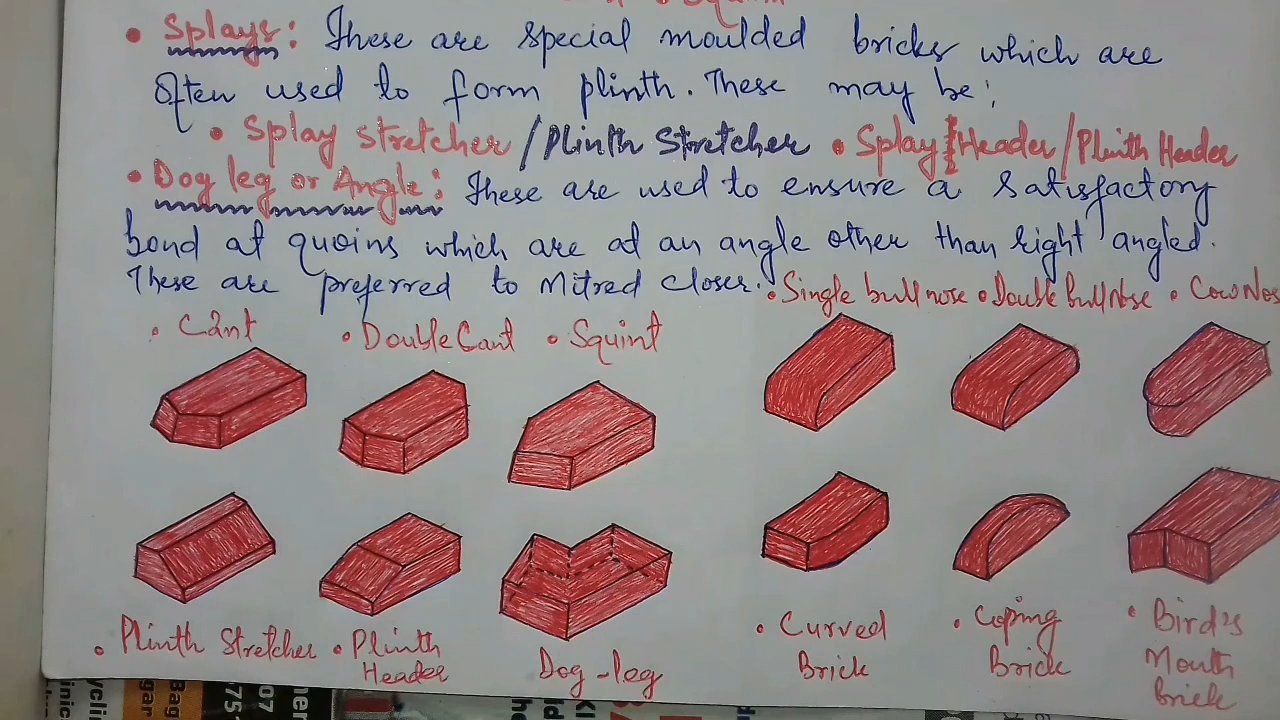 • Splays: These are special moulded bricks which are
often used to form plinth. These may be;
• Splay stretcher/Plinth Stretcher • Splay Header/Plinth Header
• Dog leg or Angle: These are used to ensure a satisfactory
bond at quoins which are at an angle other than right angled.
These are preferred to Mitred closer.
• Single bull nose • Double Bull Nose • Cow Nos
• Cant • Double Cant • Squint
• Plinth Stretcher • Plinth
Header
Dog-leg
• Curved
Brick
• Coping
Brick
• Bird's
Mouth
Brick